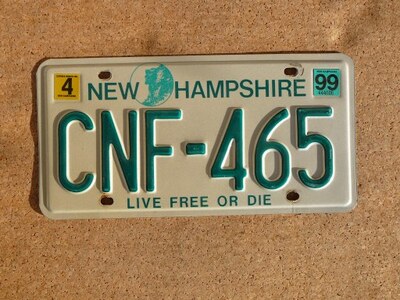 4
NEW HAMPSHIRE
99
CNF-465
LIVE FREE OR DIE